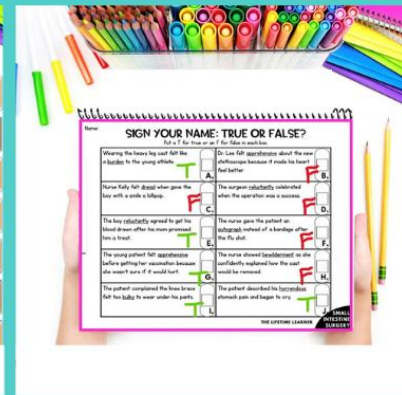 Name:
SIGN YOUR NAME: TRUE OR FALSE?
Put a T for true or an F for false in each box.
Wearing the heavy leg cast felt like
a burden to the young athlete.
T
A.
Dr. Lee felt apprehensive about the new
stethoscope because it made his heart
feel better
F
B.
Nurse Kelly felt dread when gave the
boy with a smile a lollipop.
F
C.
The surgeon reluctantly celebrated
when the operation was a success.
F
D.
The boy reluctantly agreed to get his
blood drawn after his mom promised
him a treat.
T
E.
The nurse gave the patient an
autograph instead of a bandage after
the flu shot.
F
F.
The young patient felt apprehensive
before getting her vaccination because
she wasn't sure if it would hurt.
T
G.
The nurse showed bewilderment as she
confidently explained how the cast
would be removed.
F
H.
The patient complained the knee brace
felt too bulky to wear under his pants.
T
I.
The patient described his horrendous
stomach pain and began to cry.
T
THE LIFETIME LEARNER
SMALL
INTESTINE
SURGERY